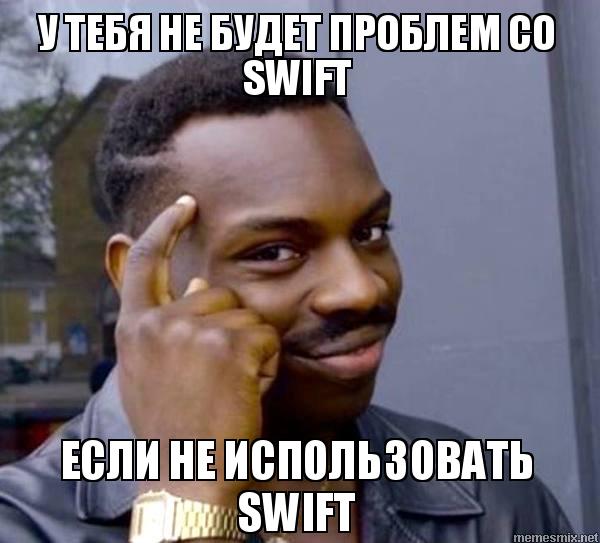 У ТЕБЯ НЕ БУДЕТ ПРОБЛЕМ СО
SWIFT
ЕСЛИ НЕ ИСПОЛЬЗОВАТЬ
SWIFT
memesmix.net